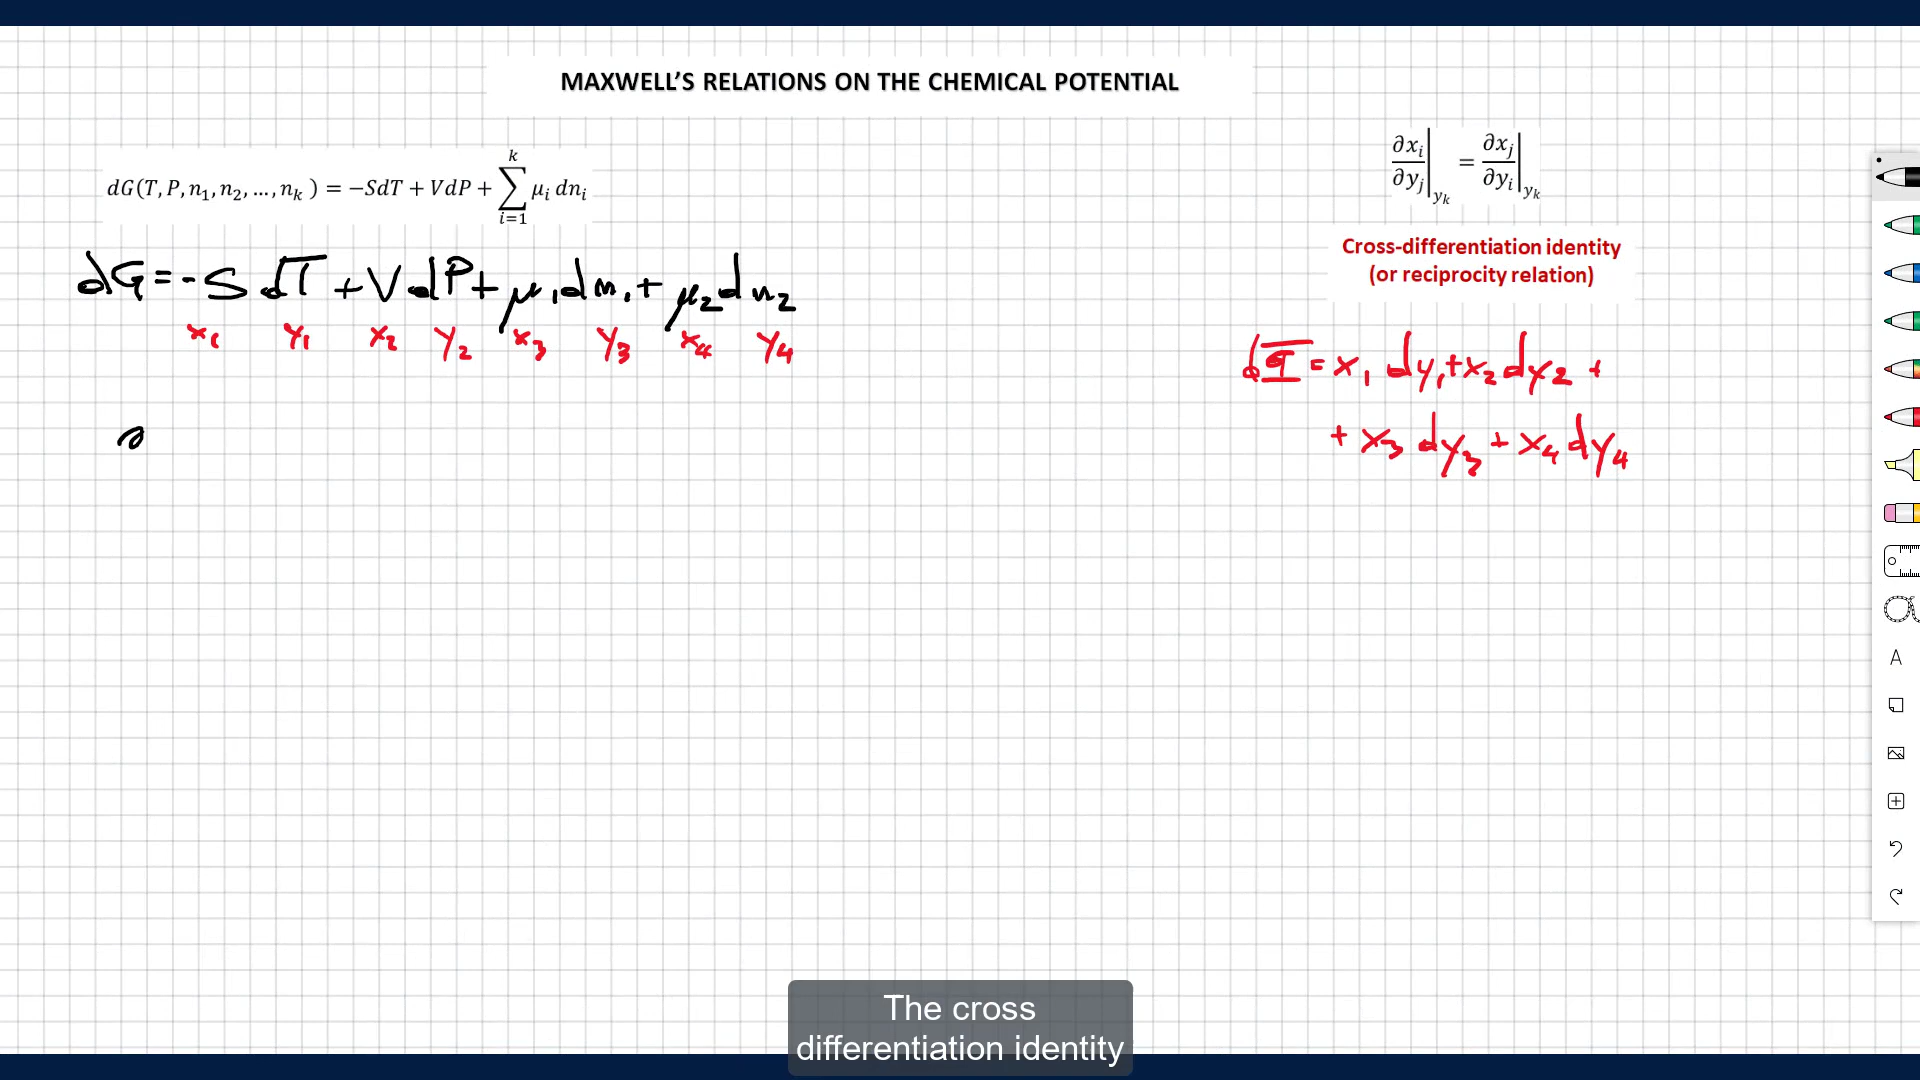 MAXWELL’S RELATIONS ON THE CHEMICAL POTENTIAL
dG(T, P, n₁, n₂, …, nₖ ) = −SdT + VdP + ∑ᵢ₌₁ᵏ μᵢ dnᵢ
∂xᵢ/∂yⱼ|yₖ = ∂xⱼ/∂yᵢ|yₖ
Cross-differentiation identity
(or reciprocity relation)
dG = -S dT + V dP + μ₁dn₁ + μ₂dn₂
x₁ y₁ x₂ y₂ x₃ y₃ x₄ y₄
= x₁ dy₁ + x₂ dy₂ +
+ x₃ dy₃ + x₄ dy₄
∂
A
The cross
differentiation identity